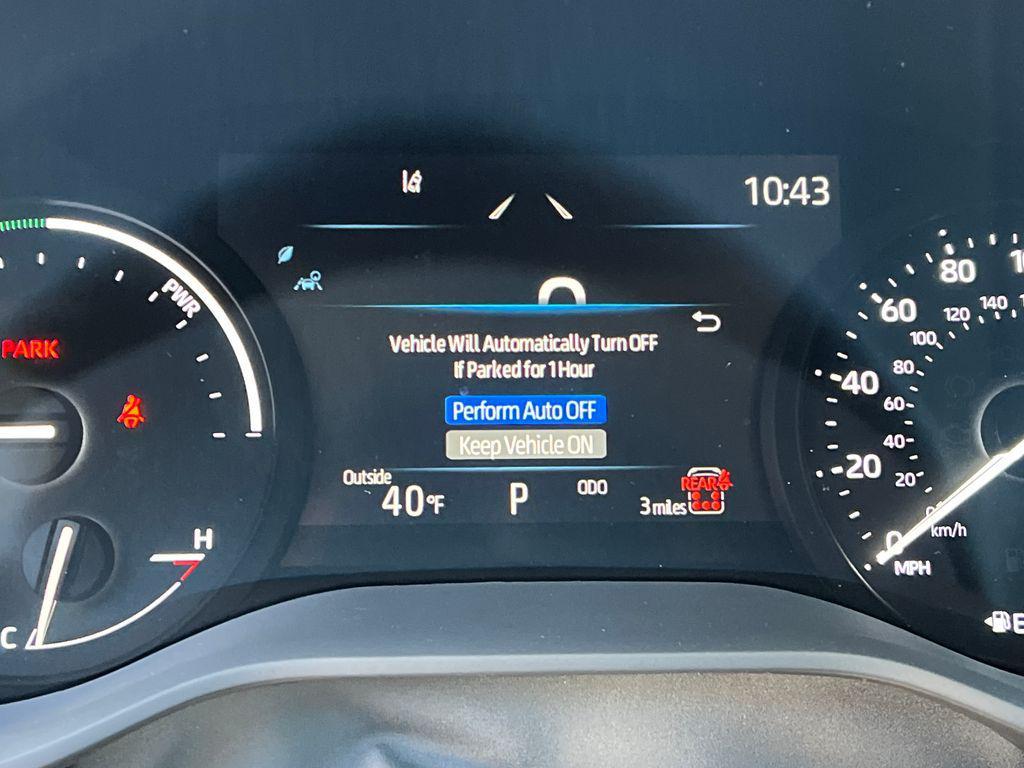 10:43
PWR
PARK
Vehicle Will Automatically Turn OFF
If Parked for 1 Hour
Perform Auto OFF
Keep Vehicle ON
Outside
40°F
P
ODO
3 miles
REAR
H
C
80
60
40
20
0
MPH
140
120
100
80
60
40
20
km/h
E